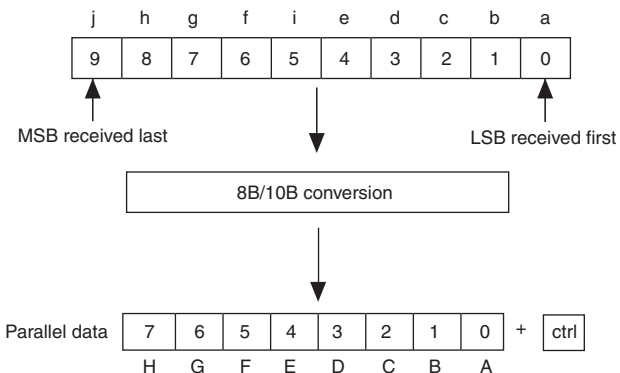 j h g f i e d c b a
9 8 7 6 5 4 3 2 1 0
MSB received last LSB received first
8B/10B conversion
Parallel data 7 6 5 4 3 2 1 0 + ctrl
H G F E D C B A